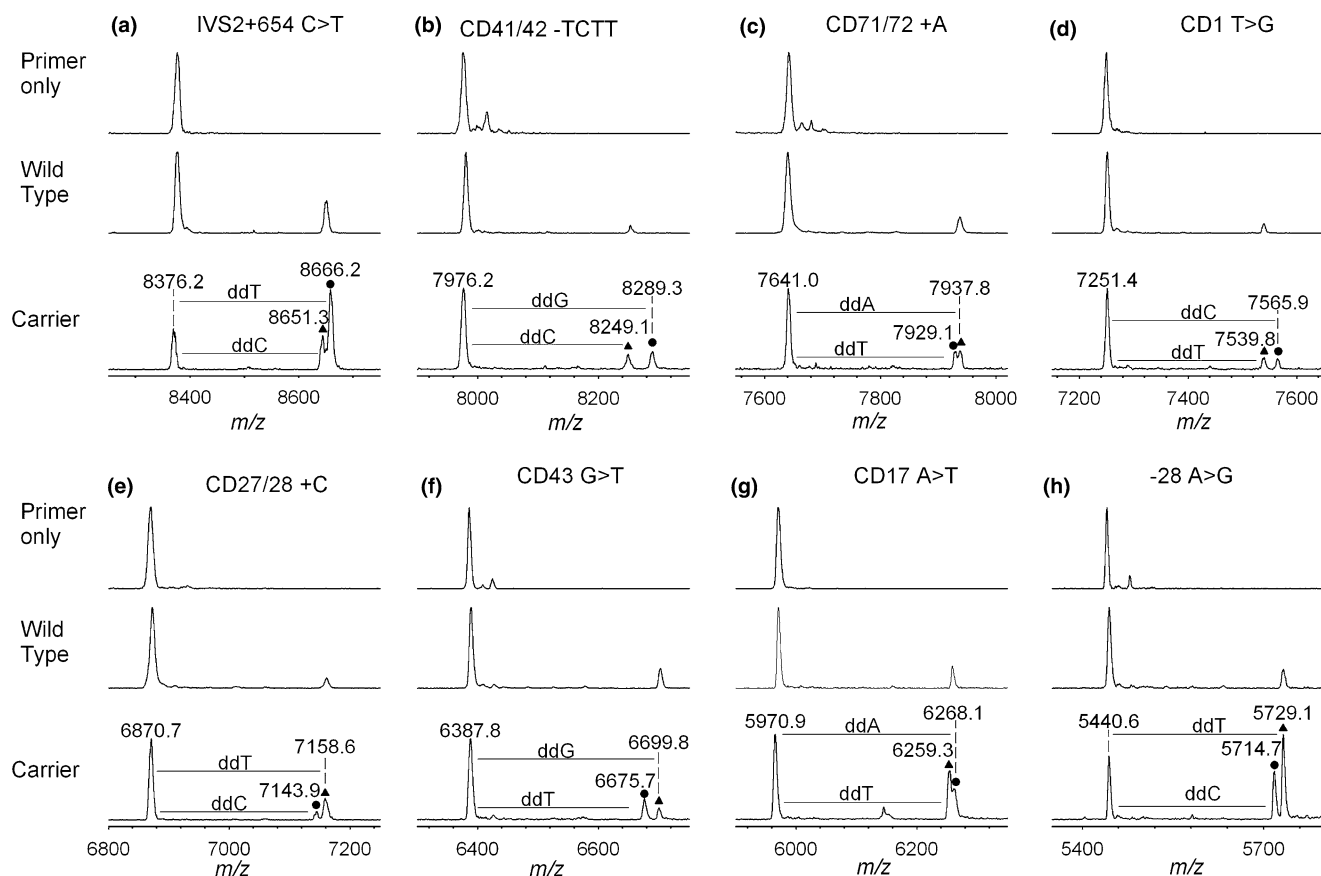 (a) IVS2+654 C>T
(b) CD41/42 -TCTT
(c) CD71/72 +A
(d) CD1 T>G
Primer only
Wild Type
Carrier
8376.2
ddT
8666.2
8651.3
ddC
8400 8600
m/z
7976.2
ddG
8289.3
8249.1
ddC
8000 8200
m/z
7641.0
ddA
7937.8
7929.1
ddT
7600 7800 8000
m/z
7251.4
ddC
7565.9
7539.8
ddT
7200 7400 7600
m/z
(e) CD27/28 +C
(f) CD43 G>T
(g) CD17 A>T
(h) -28 A>G
Primer only
Wild Type
Carrier
6870.7
7158.6
ddT
7143.9
ddC
6800 7000 7200
m/z
6387.8
ddG
6699.8
6675.7
ddT
6400 6600
m/z
5970.9
ddA
6268.1
6259.3
ddT
6000 6200
m/z
5440.6
ddT
5729.1
5714.7
ddC
5400 5700
m/z